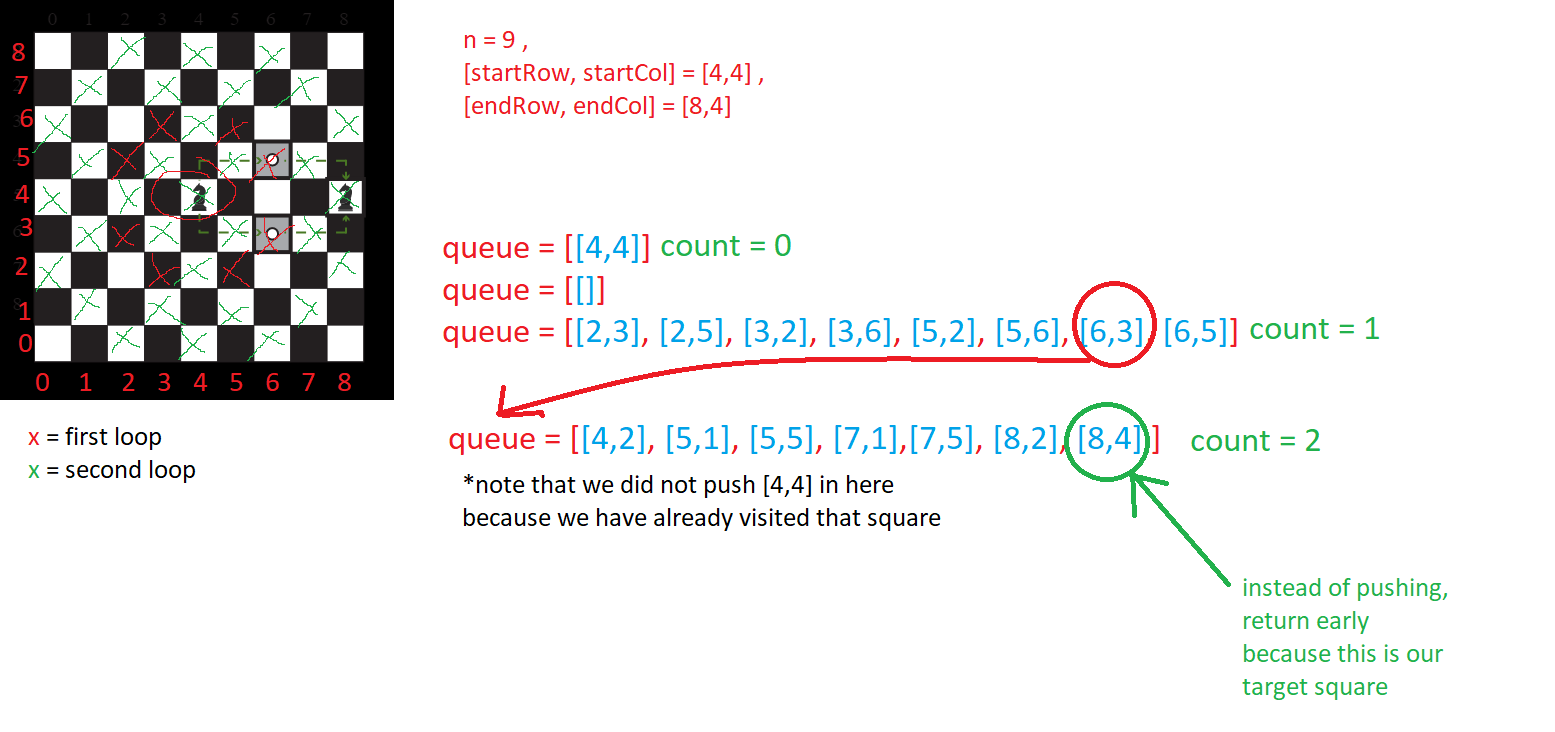 0 1 2 3 4 5 6 7 8
8
7
6
5
4
3
2
1
0
0 1 2 3 4 5 6 7 8
x = first loop
x = second loop
n = 9 ,
[startRow, startCol] = [4,4] ,
[endRow, endCol] = [8,4]
queue = [[4,4]] count = 0
queue = [[]]
queue = [[2,3], [2,5], [3,2], [3,6], [5,2], [5,6], [6,3], [6,5]] count = 1
queue = [[4,2], [5,1], [5,5], [7,1],[7,5], [8,2], [8,4] ] count = 2
*note that we did not push [4,4] in here
because we have already visited that square
instead of pushing,
return early
because this is our
target square